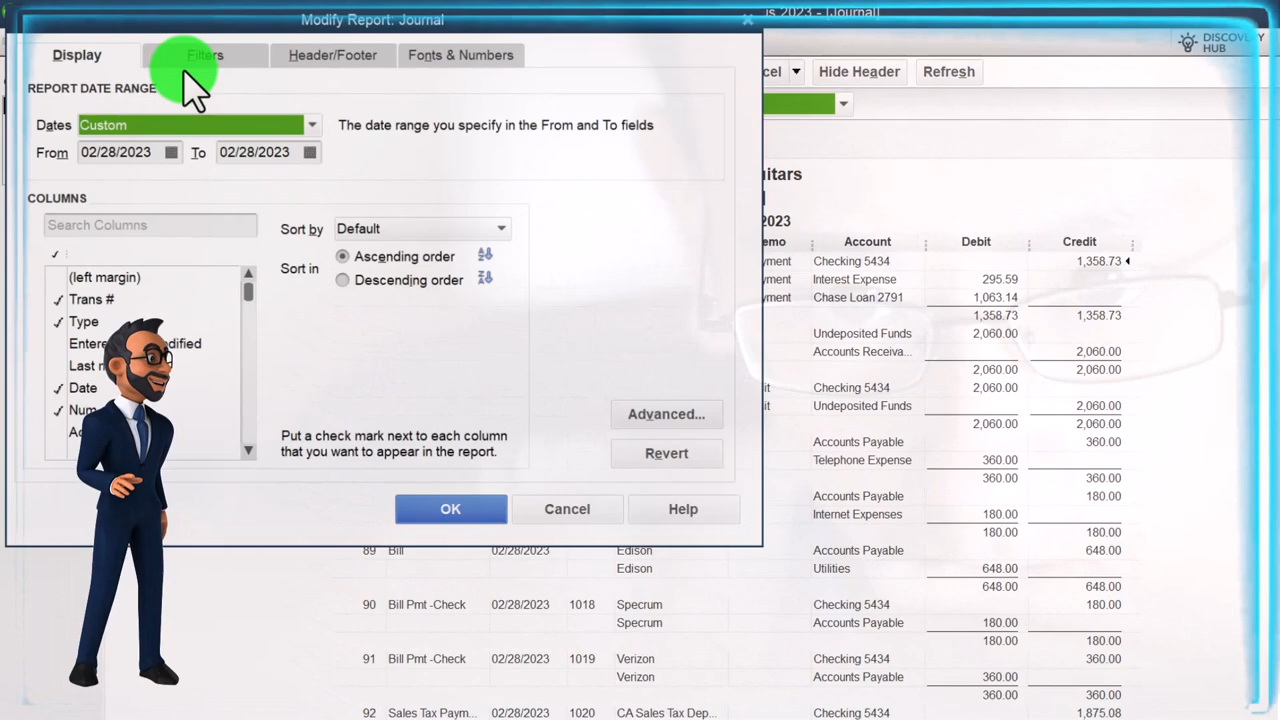 Modify Report: Journal
us 2023 - [Journal]
DISCOVERY
HUB
Display
Filters
Header/Footer
Fonts & Numbers
Hide Header
Refresh
REPORT DATE RANGE
Dates
Custom
The date range you specify in the From and To fields
From
02/28/2023
To
02/28/2023
COLUMNS
Search Columns
Sort by
Default
Sort in
Ascending order
Descending order
(left margin)
Trans #
Type
Date
Num
Put a check mark next to each column
that you want to appear in the report.
Advanced...
Revert
OK
Cancel
Help
2023
Account Debit Credit
Checking 5434 1,358.73
Interest Expense 295.59
Chase Loan 2791 1,063.14
1,358.73 1,358.73
Undeposited Funds 2,060.00
Accounts Receiva... 2,060.00
2,060.00 2,060.00
Checking 5434 2,060.00
Undeposited Funds 2,060.00
2,060.00 2,060.00
Accounts Payable 360.00
Telephone Expense 360.00
360.00 360.00
Accounts Payable 180.00
Internet Expenses 180.00
180.00 180.00
89 Bill 02/28/2023 Edison Accounts Payable 648.00
Edison Utilities 648.00
648.00 648.00
90 Bill Pmt -Check 02/28/2023 1018 Specrum Checking 5434 180.00
Specrum Accounts Payable 180.00
180.00 180.00
91 Bill Pmt -Check 02/28/2023 1019 Verizon Checking 5434 360.00
Verizon Accounts Payable 360.00
360.00 360.00
92 Sales Tax Paym... 02/28/2023 1020 CA Sales Tax Dep... Checking 5434 1,875.08